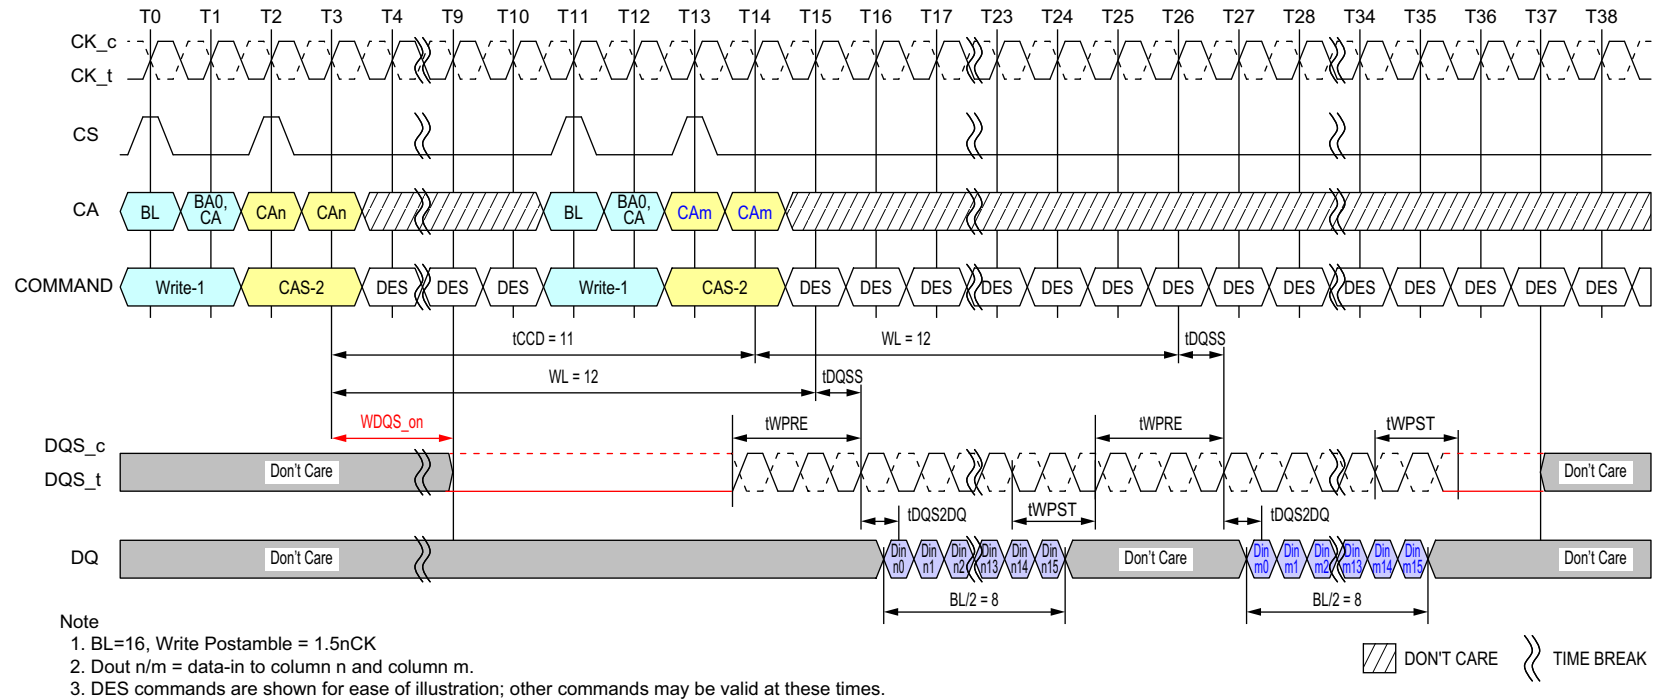 T0 T1 T2 T3 T4 T9 T10 T11 T12 T13 T14 T15 T16 T17 T23 T24 T25 T26 T27 T28 T34 T35 T36 T37 T38
CK_c
CK_t
CS
CA BL BA0, CA CAn CAn BL BA0, CA CAm CAm
COMMAND Write-1 CAS-2 DES DES DES Write-1 CAS-2 DES DES DES DES DES DES DES DES DES DES DES DES DES DES
tCCD = 11 WL = 12 tDQSS
WL = 12 tDQSS
WDQS_on tWPRE tWPRE tWPST
DQS_c
Don't Care Don't Care
DQS_t
tDQS2DQ tWPST tDQS2DQ
DQ Don't Care Din n0 Din n1 Din n2 Din n13 Din n14 Din n15 Don't Care Din m0 Din m1 Din m2 Din m13 Din m14 Din m15 Don't Care
BL/2 = 8 BL/2 = 8
Note
1. BL=16, Write Postamble = 1.5nCK
2. Dout n/m = data-in to column n and column m.
3. DES commands are shown for ease of illustration; other commands may be valid at these times.
DON'T CARE TIME BREAK